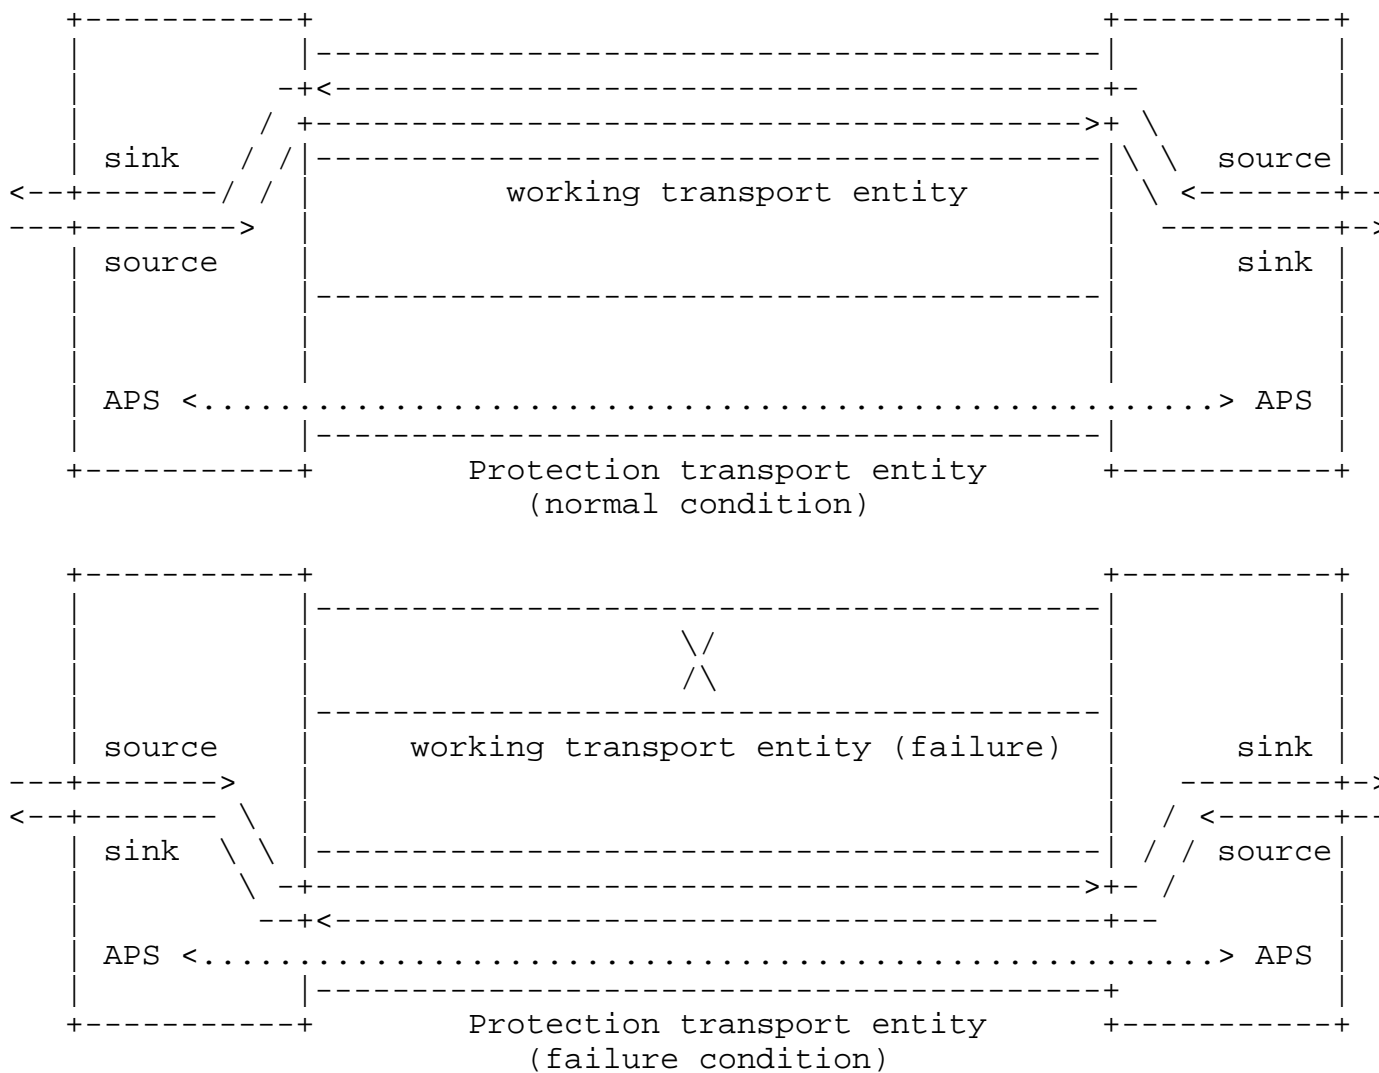 sink
source
working transport entity
source
sink
APS
APS
Protection transport entity
(normal condition)
source
working transport entity (failure)
sink
sink
source
APS
APS
Protection transport entity
(failure condition)